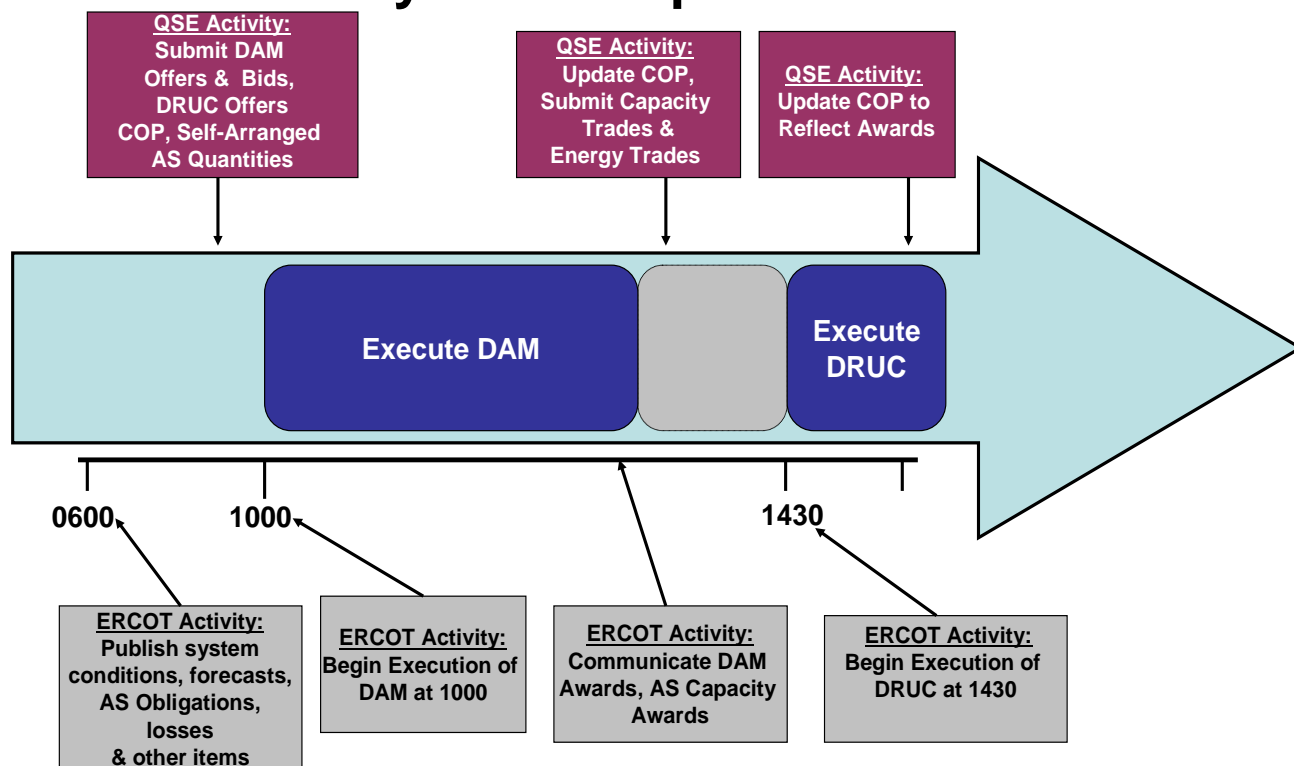 QSE Activity:
Submit DAM
Offers & Bids,
DRUC Offers
COP, Self-Arranged
AS Quantities
QSE Activity:
Update COP,
Submit Capacity
Trades &
Energy Trades
QSE Activity:
Update COP to
Reflect Awards
Execute DAM
Execute
DRUC
0600
1000
1430
ERCOT Activity:
Publish system
conditions, forecasts,
AS Obligations,
losses
& other items
ERCOT Activity:
Begin Execution of
DAM at 1000
ERCOT Activity:
Communicate DAM
Awards, AS Capacity
Awards
ERCOT Activity:
Begin Execution of
DRUC at 1430